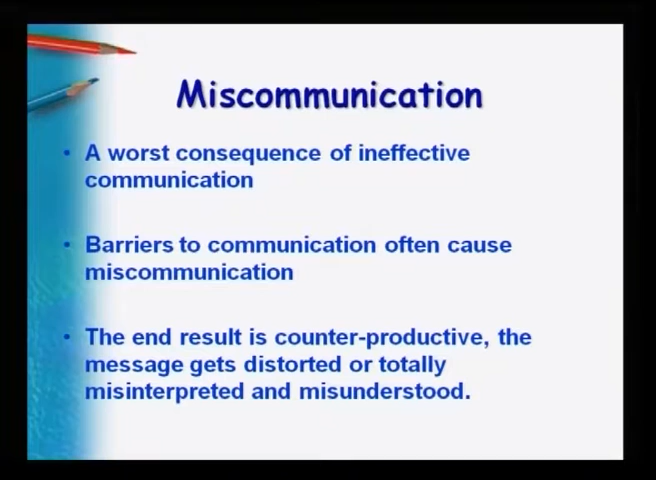 Miscommunication
• A worst consequence of ineffective
communication
• Barriers to communication often cause
miscommunication
• The end result is counter-productive, the
message gets distorted or totally
misinterpreted and misunderstood.